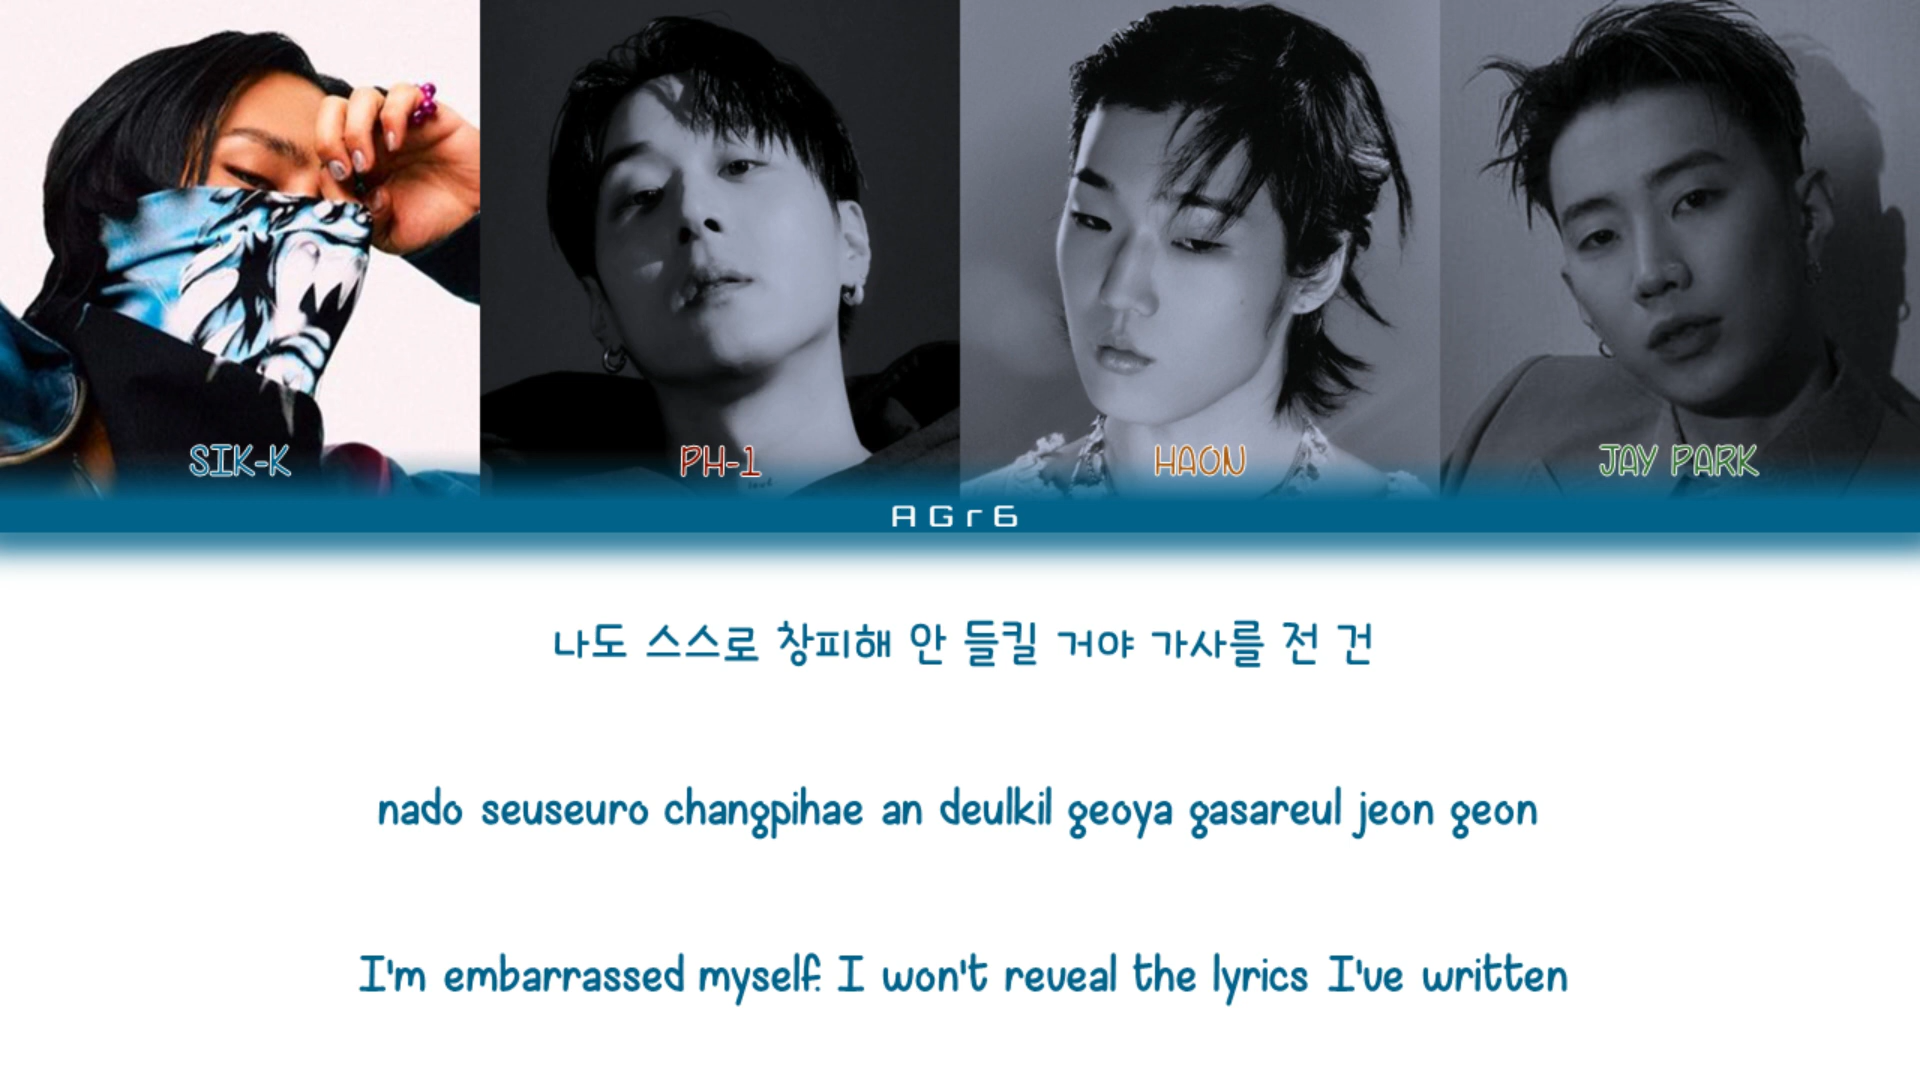 SIK-K
PH-1
HAON
JAY PARK
AGr6
나도 스스로 창피해 안 들킬 거야 가사를 전 건
nado seuseuro changpihae an deulkil geoya gasareul jeon geon
I'm embarrassed myself. I won't reveal the lyrics I've written